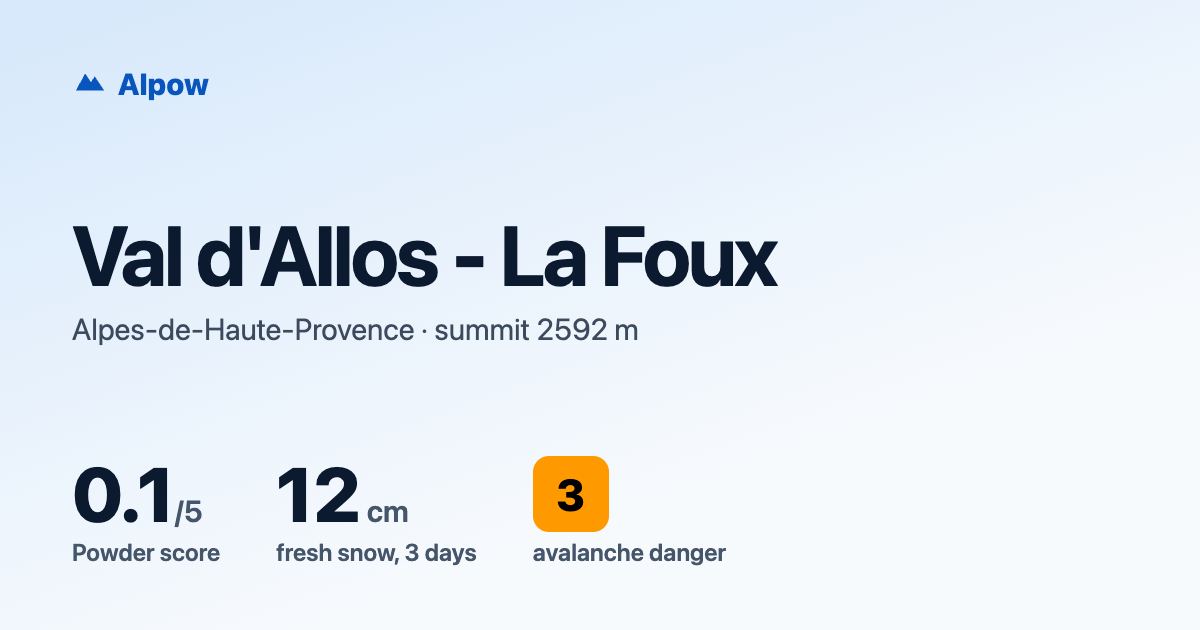 Alpow
Val d'Allos - La Foux
Alpes-de-Haute-Provence · summit 2592 m
0.1/5 12 cm 3
Powder score fresh snow, 3 days avalanche danger